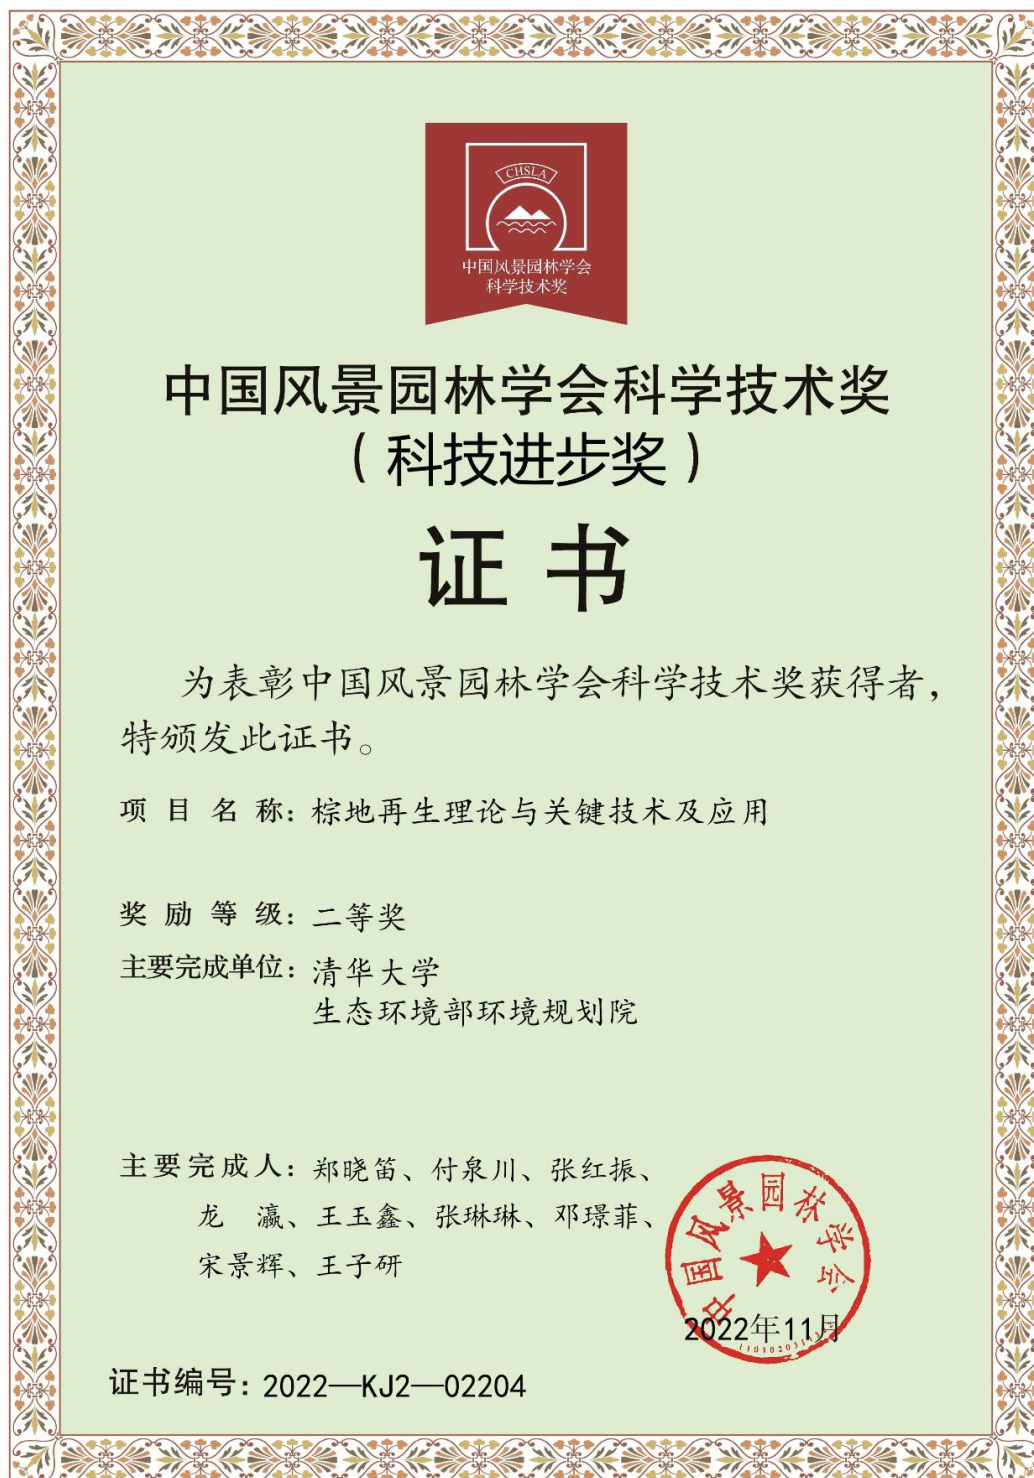 CHSLA
中国风景园林学会
科学技术奖
中国风景园林学会科学技术奖
（科技进步奖）
证书
为表彰中国风景园林学会科学技术奖获得者，
特颁发此证书。
项目名称：棕地再生理论与关键技术及应用
奖励等级：二等奖
主要完成单位：清华大学
生态环境部环境规划院
主要完成人：郑晓笛、付泉川、张红振、
龙 瀛、王玉鑫、张琳琳、邓璟菲、
宋景辉、王子研
中国风景园林学会
2022年11月
证书编号：2022—KJ2—02204